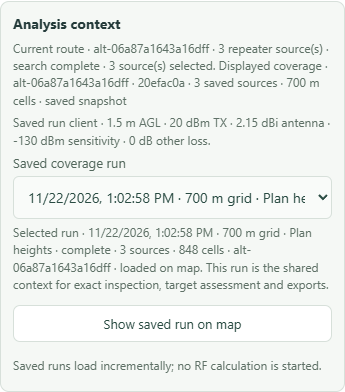 Analysis context
Current route · alt-06a87a1643a16dff · 3 repeater source(s) ·
search complete · 3 source(s) selected. Displayed coverage ·
alt-06a87a1643a16dff · 20efac0a · 3 saved sources · 700 m
cells · saved snapshot
Saved run client · 1.5 m AGL · 20 dBm TX · 2.15 dBi antenna ·
-130 dBm sensitivity · 0 dB other loss.
Saved coverage run
11/22/2026, 1:02:58 PM · 700 m grid · Plan he
Selected run · 11/22/2026, 1:02:58 PM · 700 m grid · Plan
heights · complete · 3 sources · 848 cells · alt-
06a87a1643a16dff · loaded on map. This run is the shared
context for exact inspection, target assessment and exports.
Show saved run on map
Saved runs load incrementally; no RF calculation is started.